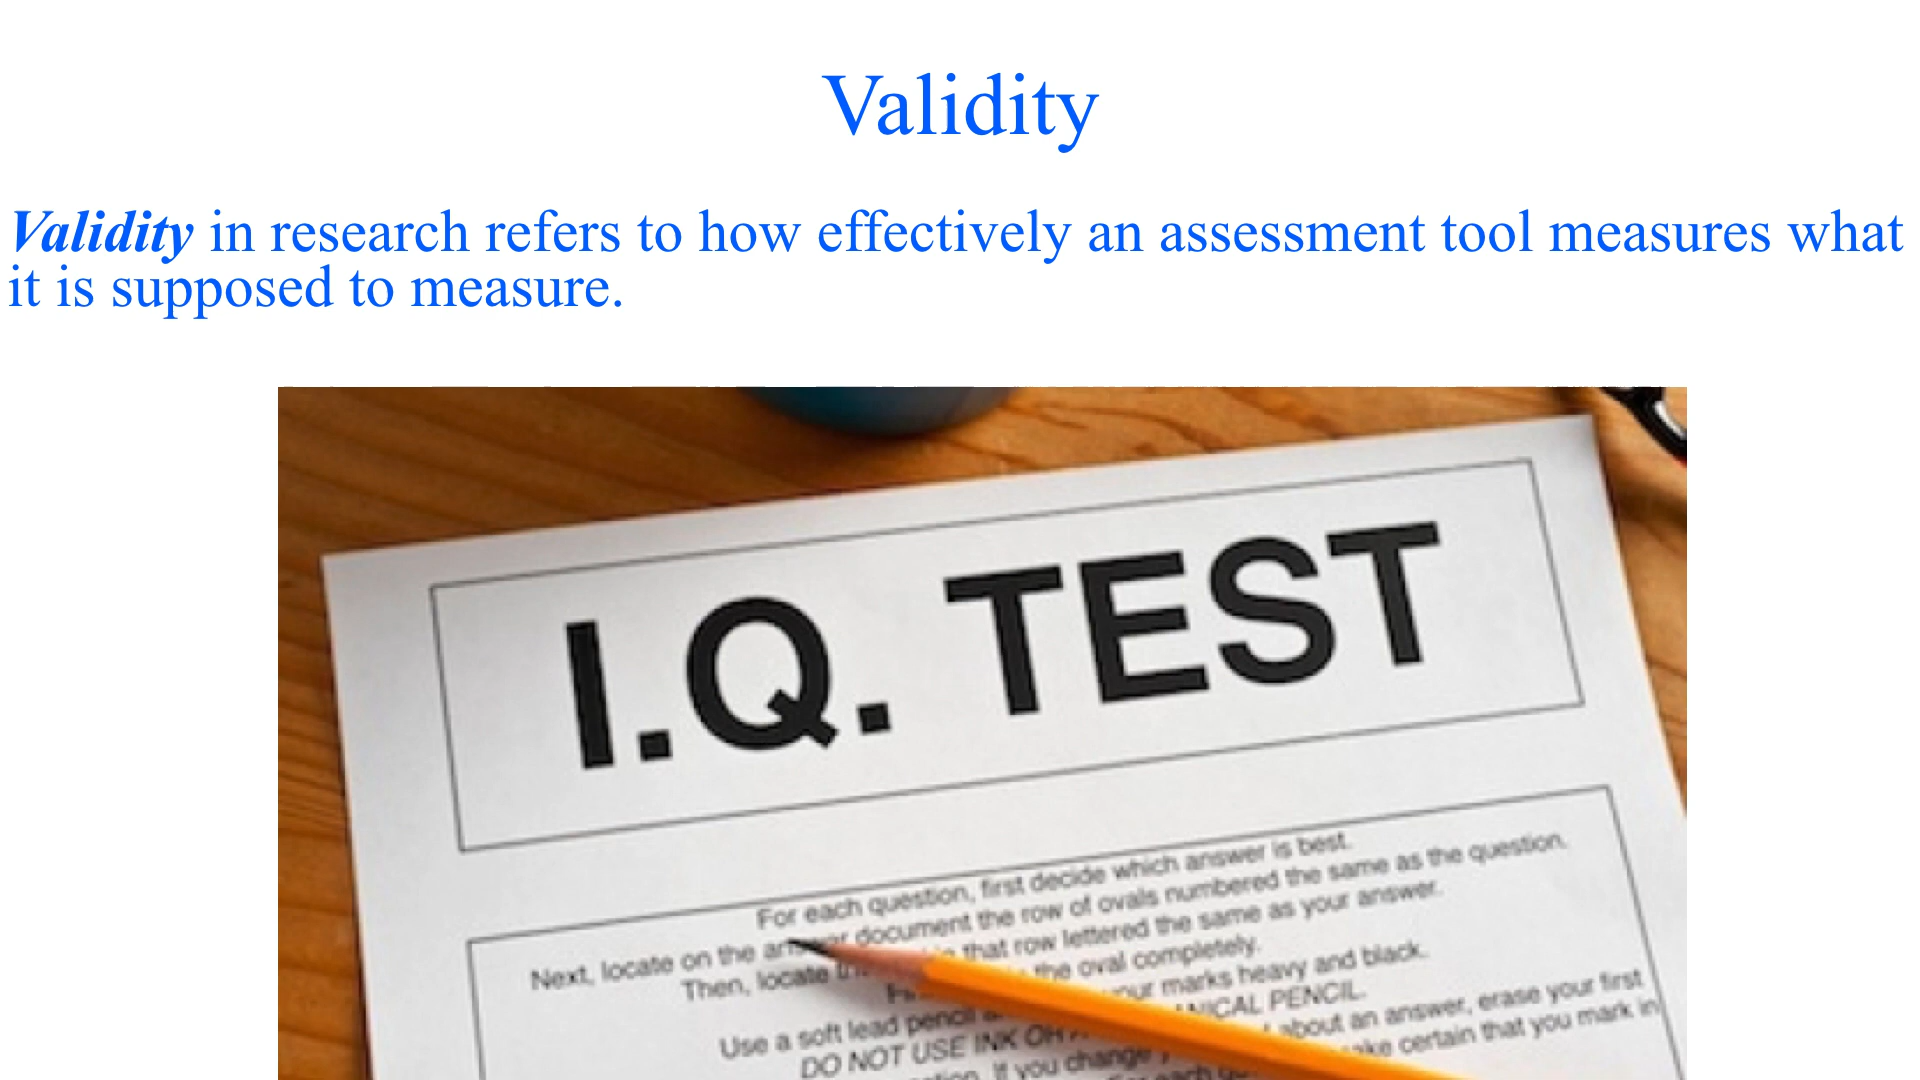 Validity
Validity in research refers to how effectively an assessment tool measures what
it is supposed to measure.
I.Q. TEST
For each question, first decide which answer is best.
Next, locate on the answer document the row of ovals numbered the same as the question.
Then, locate in that row lettered the same as your answer.
the oval completely.
Use a soft lead pencil your marks heavy and black.
DO NOT USE INK OR PENCIL.
If you change about an answer, erase your first
certain that you mark in